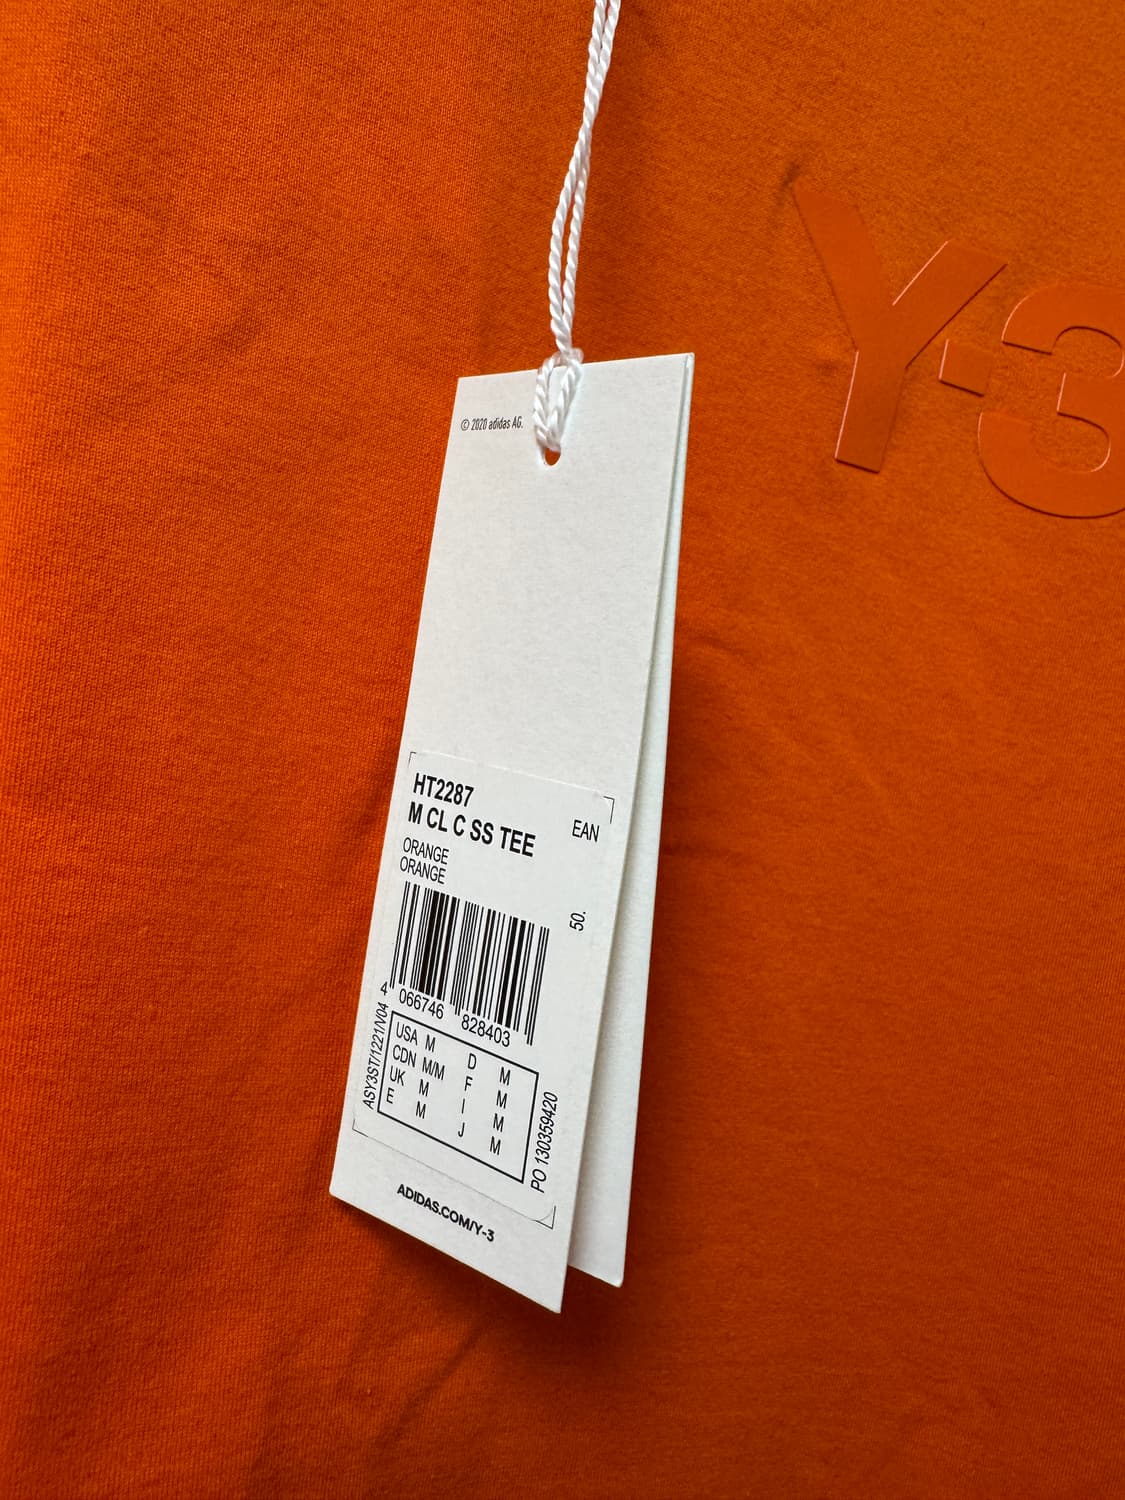 Y-3
© 2020 adidas AG.
HT2287
M CL C SS TEE
EAN
ORANGE
ORANGE
50.
4 066746 828403
ASY3ST/1221/V04
USA M D M
CDN M/M F M
UK M I M
E M J M
PO 130359420
ADIDAS.COM/Y-3